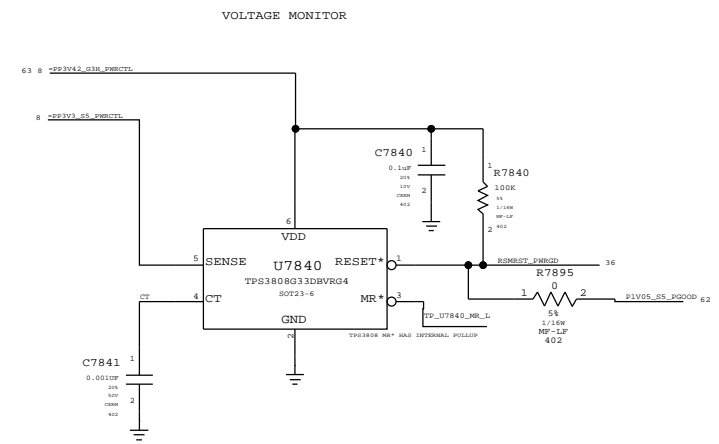 VOLTAGE MONITOR
63 8 =PP3V42_G3H_PWRCTL
8 =PP3V3_S5_PWRCTL
C7840
1
0.1uF
20%
10V
2
CERM
402
1
R7840
100K
5%
1/16W
MF-LF
2
402
6
VDD
5 SENSE
U7840
RESET* 1
RSMRST_PWRGD 36
TPS3808G33DBVRG4
SOT23-6
R7895
0
1
2
P1V05_S5_PGOOD 62
5%
1/16W
MF-LF
402
CT 4 CT
MR* 3
TP_U7840_MR_L
GND
2
TPS3808 MR* HAS INTERNAL PULLUP
C7841
1
0.001UF
20%
50V
2
CERM
402